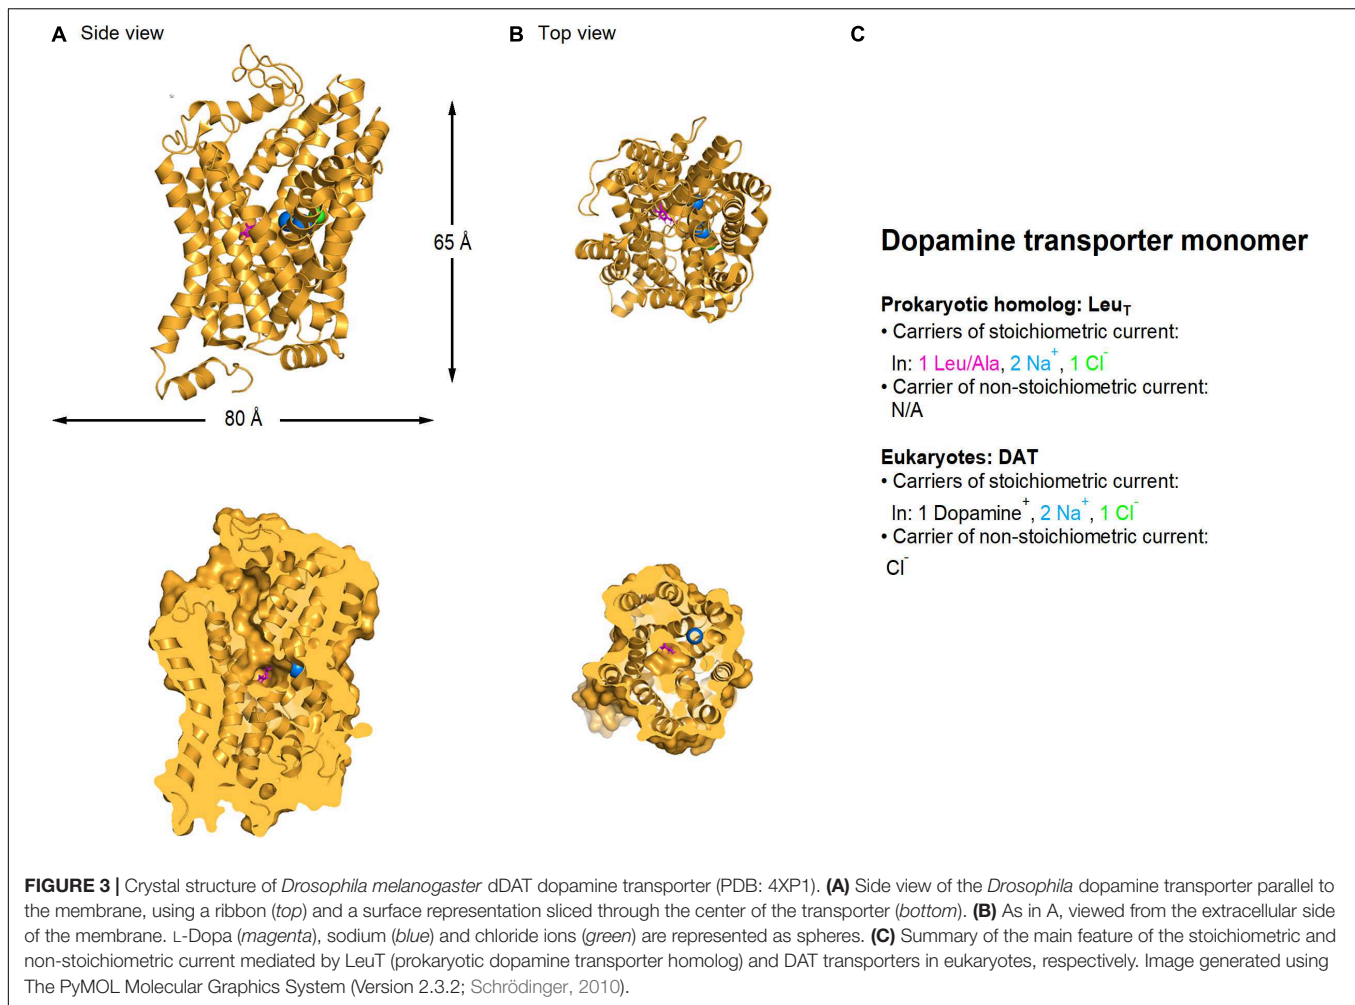 A Side view
B Top view
C
65 Å
80 Å
Dopamine transporter monomer
Prokaryotic homolog: LeuT
• Carriers of stoichiometric current:
In: 1 Leu/Ala, 2 Na+, 1 Cl-
• Carrier of non-stoichiometric current:
N/A
Eukaryotes: DAT
• Carriers of stoichiometric current:
In: 1 Dopamine+, 2 Na+, 1 Cl-
• Carrier of non-stoichiometric current:
Cl-
FIGURE 3 | Crystal structure of Drosophila melanogaster dDAT dopamine transporter (PDB: 4XP1). (A) Side view of the Drosophila dopamine transporter parallel to
the membrane, using a ribbon (top) and a surface representation sliced through the center of the transporter (bottom). (B) As in A, viewed from the extracellular side
of the membrane. L-Dopa (magenta), sodium (blue) and chloride ions (green) are represented as spheres. (C) Summary of the main feature of the stoichiometric and
non-stoichiometric current mediated by LeuT (prokaryotic dopamine transporter homolog) and DAT transporters in eukaryotes, respectively. Image generated using
The PyMOL Molecular Graphics System (Version 2.3.2; Schrödinger, 2010).